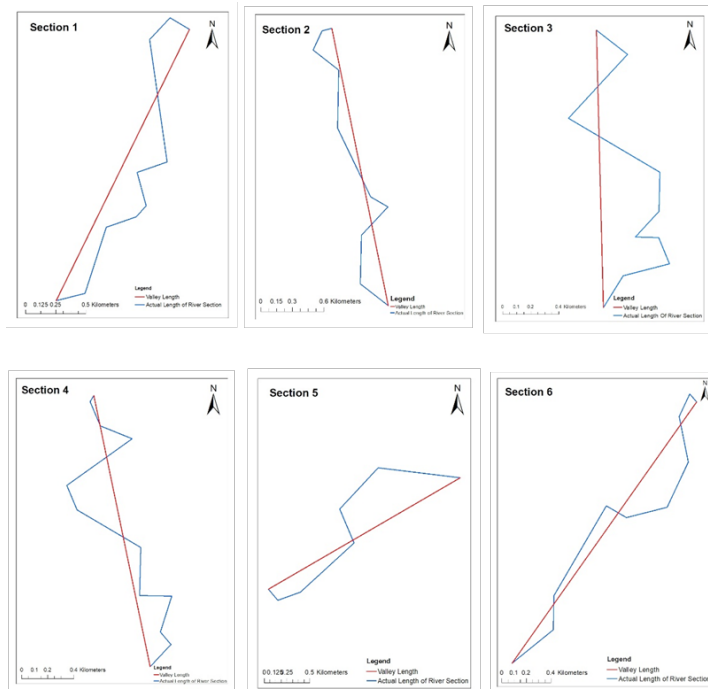 Section 1
N
Legend
Valley Length
Actual Length of River Section
0 0.125 0.25 0.5 Kilometers
Section 2
N
Legend
Valley Length
Actual Length of River Section
0 0.15 0.3 0.6 Kilometers
Section 3
N
Legend
Valley Length
Actual Length Of River Section
0 0.1 0.2 0.4 Kilometers
Section 4
N
Legend
Valley Length
Actual Length of River Section
0 0.1 0.2 0.4 Kilometers
Section 5
N
Legend
Valley Length
Actual Length of River Section
0 0.125 0.25 0.5 Kilometers
Section 6
N
Legend
Valley Length
Actual Length of River Section
0 0.1 0.2 0.4 Kilometers